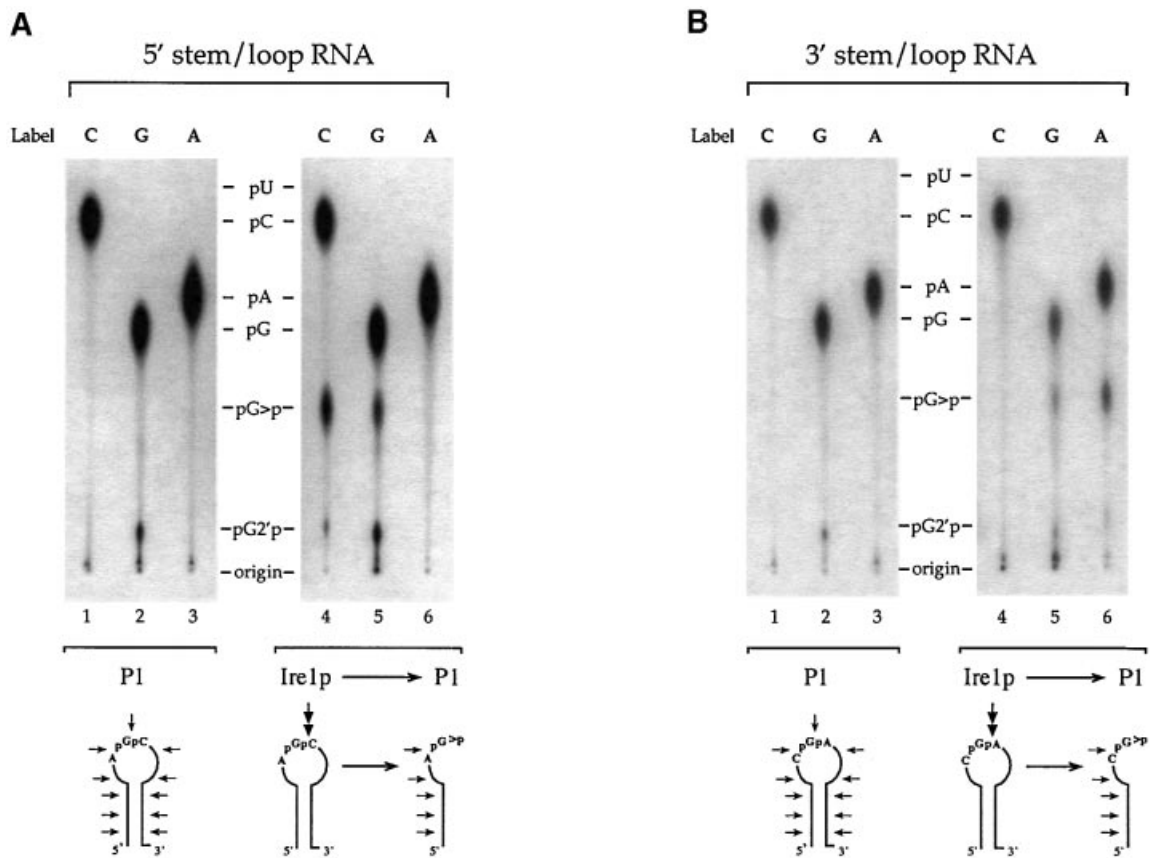 A
5′ stem/loop RNA
Label C G A C G A
pU
pC
pA
pG
pG>p
pG2'p
origin
1 2 3 4 5 6
P1 Ire1p P1
A pGpC A pGpC A pG>p
5' 3' 5' 3' 5'
B
3′ stem/loop RNA
Label C G A C G A
pU
pC
pA
pG
pG>p
pG2'p
origin
1 2 3 4 5 6
P1 Ire1p P1
C pGpA C pGpA C pG>p
5' 3' 5' 3' 5'